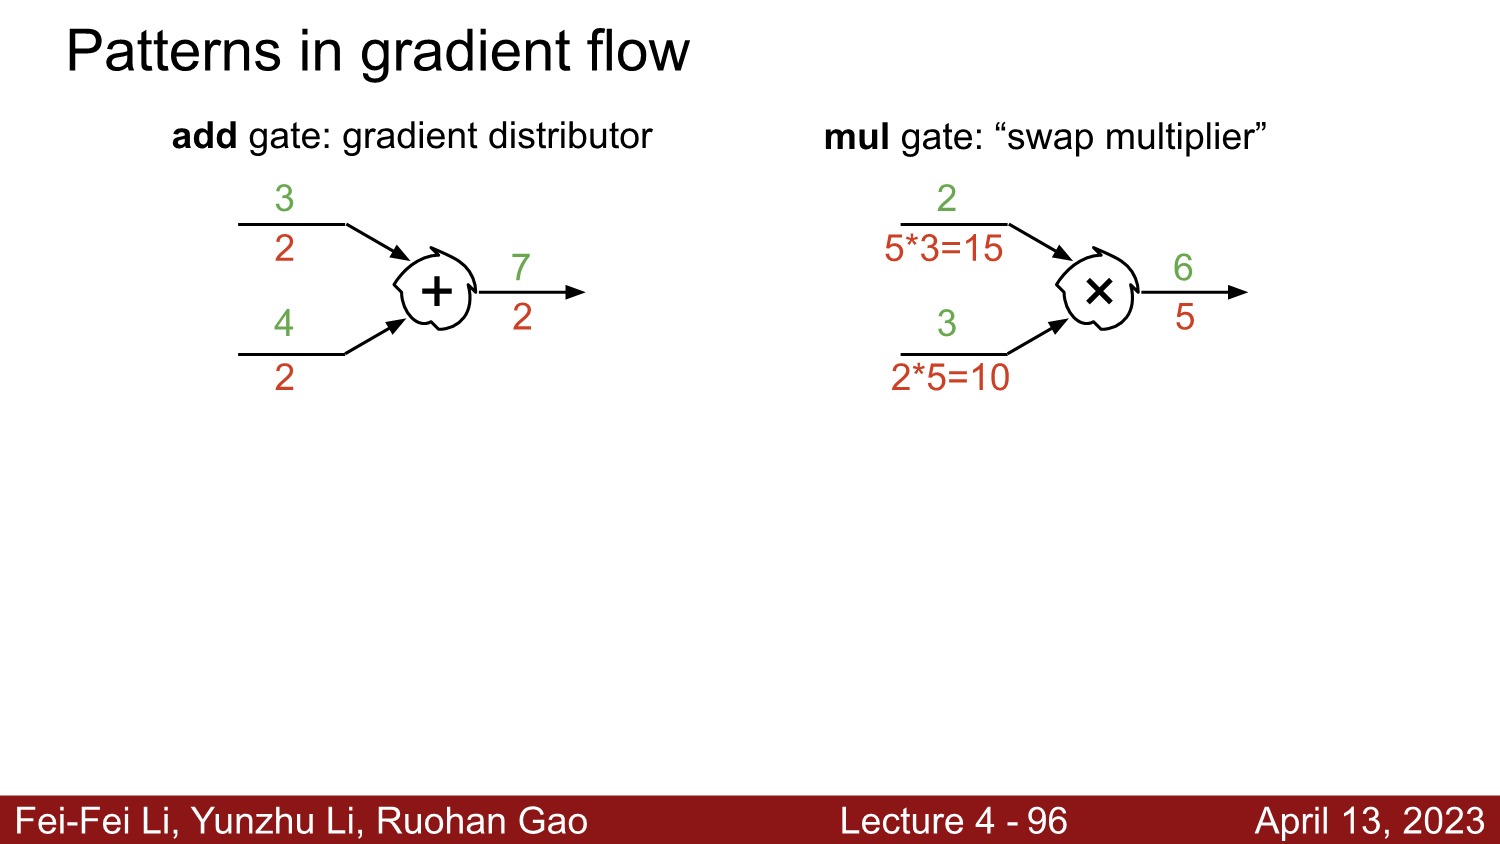 Patterns in gradient flow
add gate: gradient distributor
3
2
4
2
+
7
2
mul gate: “swap multiplier”
2
5*3=15
3
2*5=10
×
6
5
Fei-Fei Li, Yunzhu Li, Ruohan Gao
Lecture 4 - 96
April 13, 2023